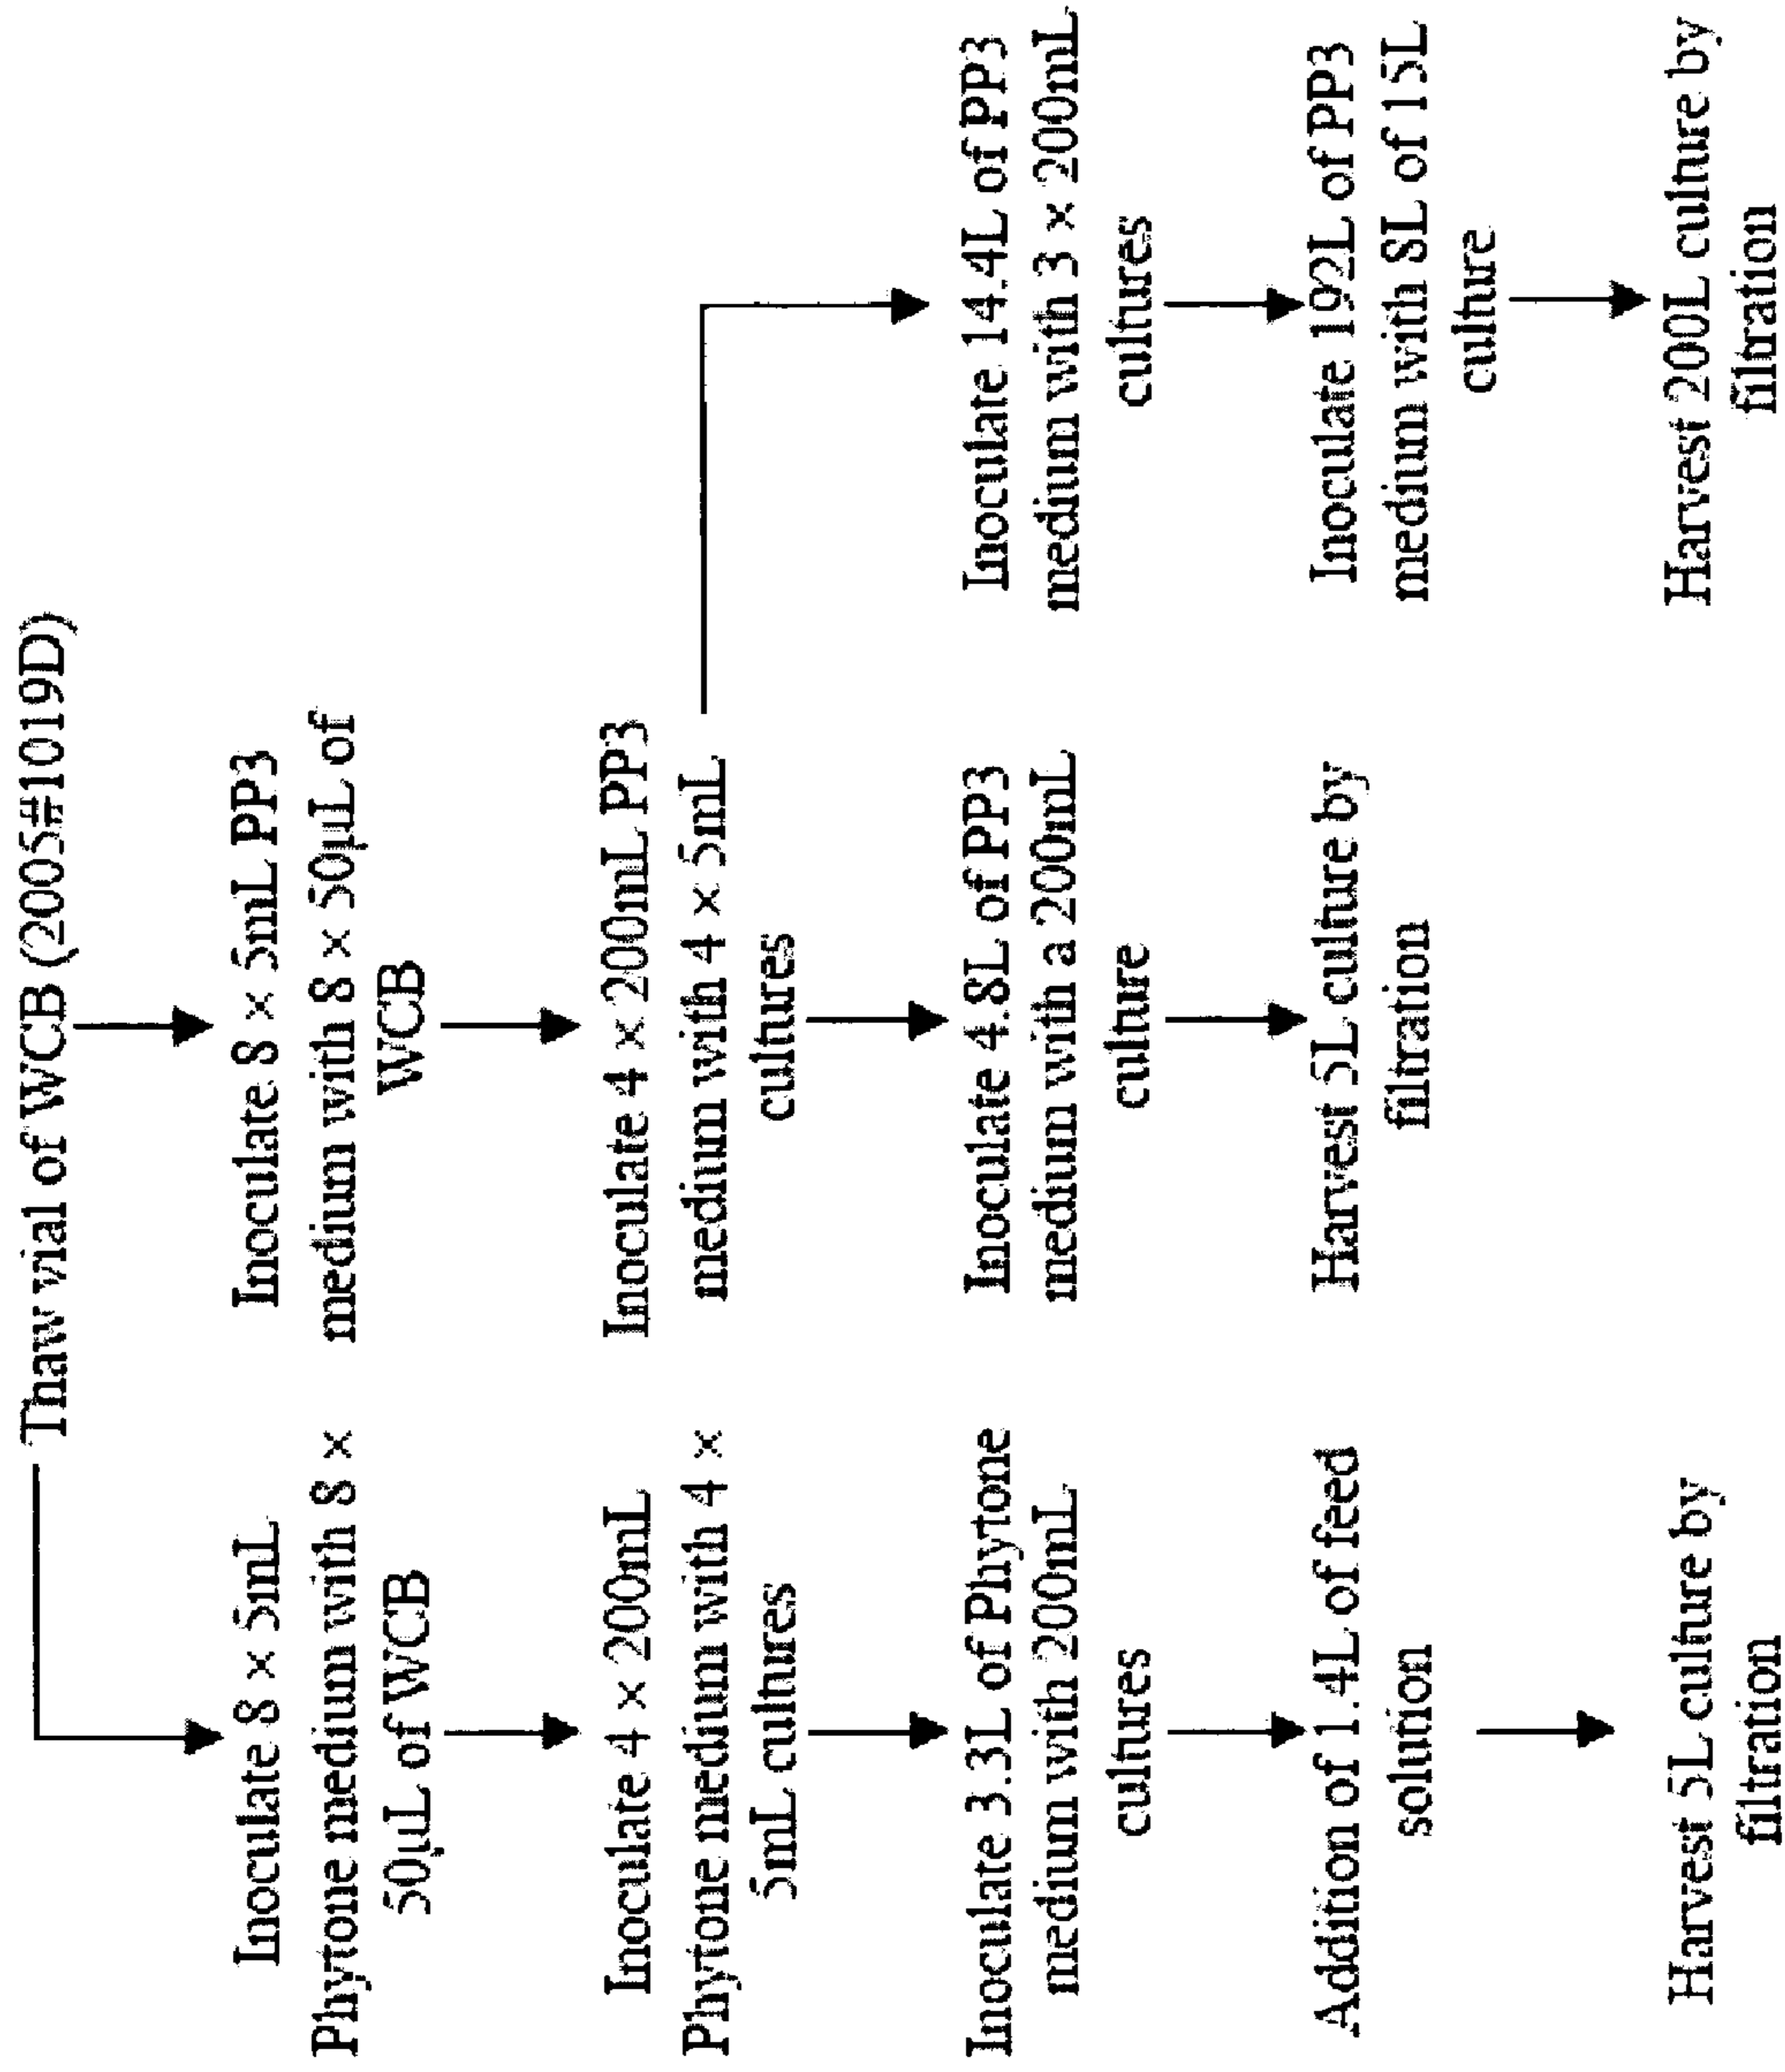 Thaw vial of WCB (2005#1019D)
Inoculate 8 × 5mL
Phytone medium with 8 ×
50µL of WCB
Inoculate 4 × 200mL
Phytone medium with 4 ×
5mL cultures
Inoculate 3.3L of Phytone
medium with 200mL
cultures
Addition of 1.4L of feed
solution
Harvest 5L culture by
filtration
Inoculate 8 × 5mL PP3
medium with 8 × 50µL of
WCB
Inoculate 4 × 200mL PP3
medium with 4 × 5mL
cultures
Inoculate 4.8L of PP3
medium with a 200mL
culture
Harvest 5L culture by
filtration
Inoculate 14.4L of PP3
medium with 3 × 200mL
cultures
Inoculate 192L of PP3
medium with 8L of 15L
culture
Harvest 200L culture by
filtration